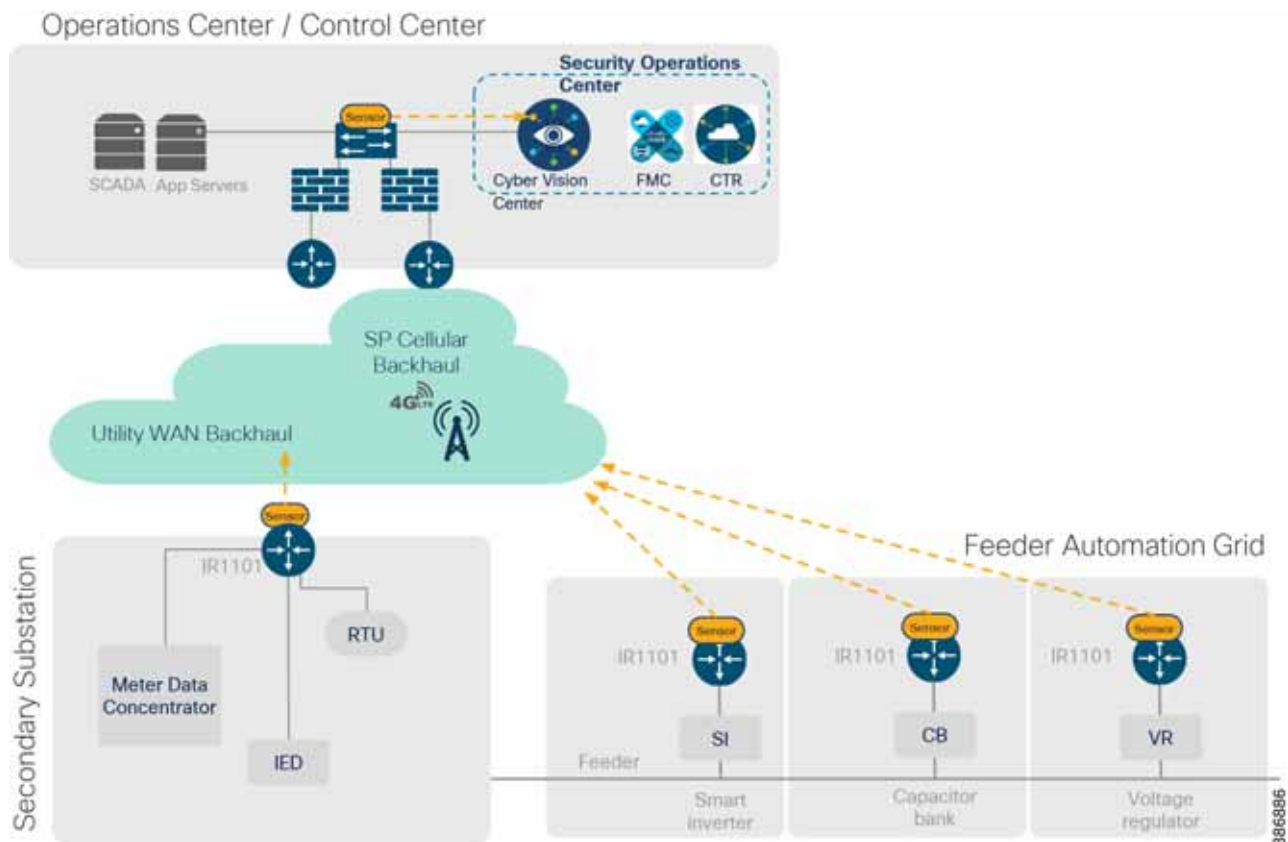 Operations Center / Control Center
Security Operations
Center
Sensor
SCADA
App Servers
Cyber Vision
Center
FMC
CTR
SP Cellular
Backhaul
4G LTE
Utility WAN Backhaul
Sensor
IR1101
Secondary Substation
RTU
Meter Data
Concentrator
IED
Feeder Automation Grid
Sensor
IR1101
SI
Sensor
IR1101
CB
Sensor
IR1101
VR
Feeder
Smart
inverter
Capacitor
bank
Voltage
regulator
386886